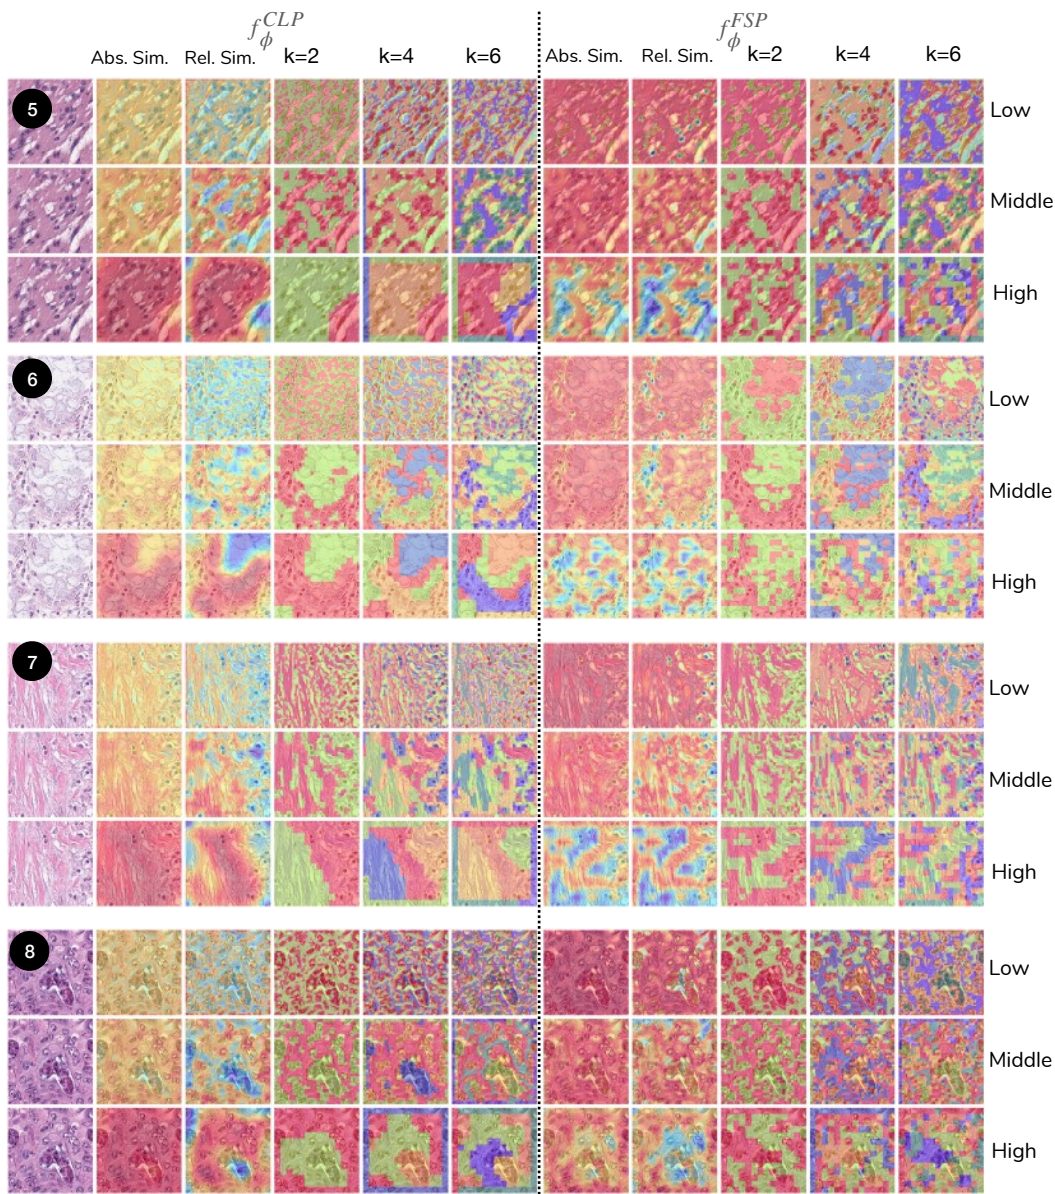 f_ϕ^{CLP} f_ϕ^{FSP}
Abs. Sim. Rel. Sim. k=2 k=4 k=6 Abs. Sim. Rel. Sim. k=2 k=4 k=6
5 Low
Middle
High
6 Low
Middle
High
7 Low
Middle
High
8 Low
Middle
High